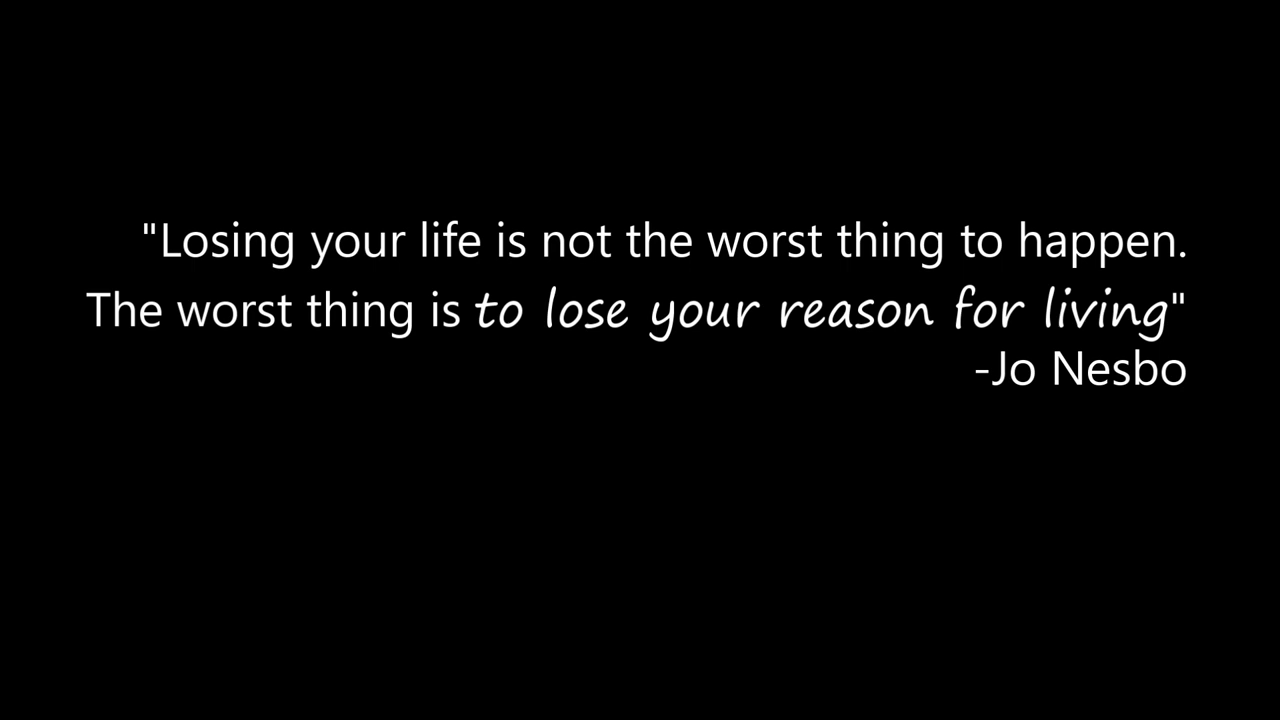 "Losing your life is not the worst thing to happen.
The worst thing is to lose your reason for living"
-Jo Nesbo